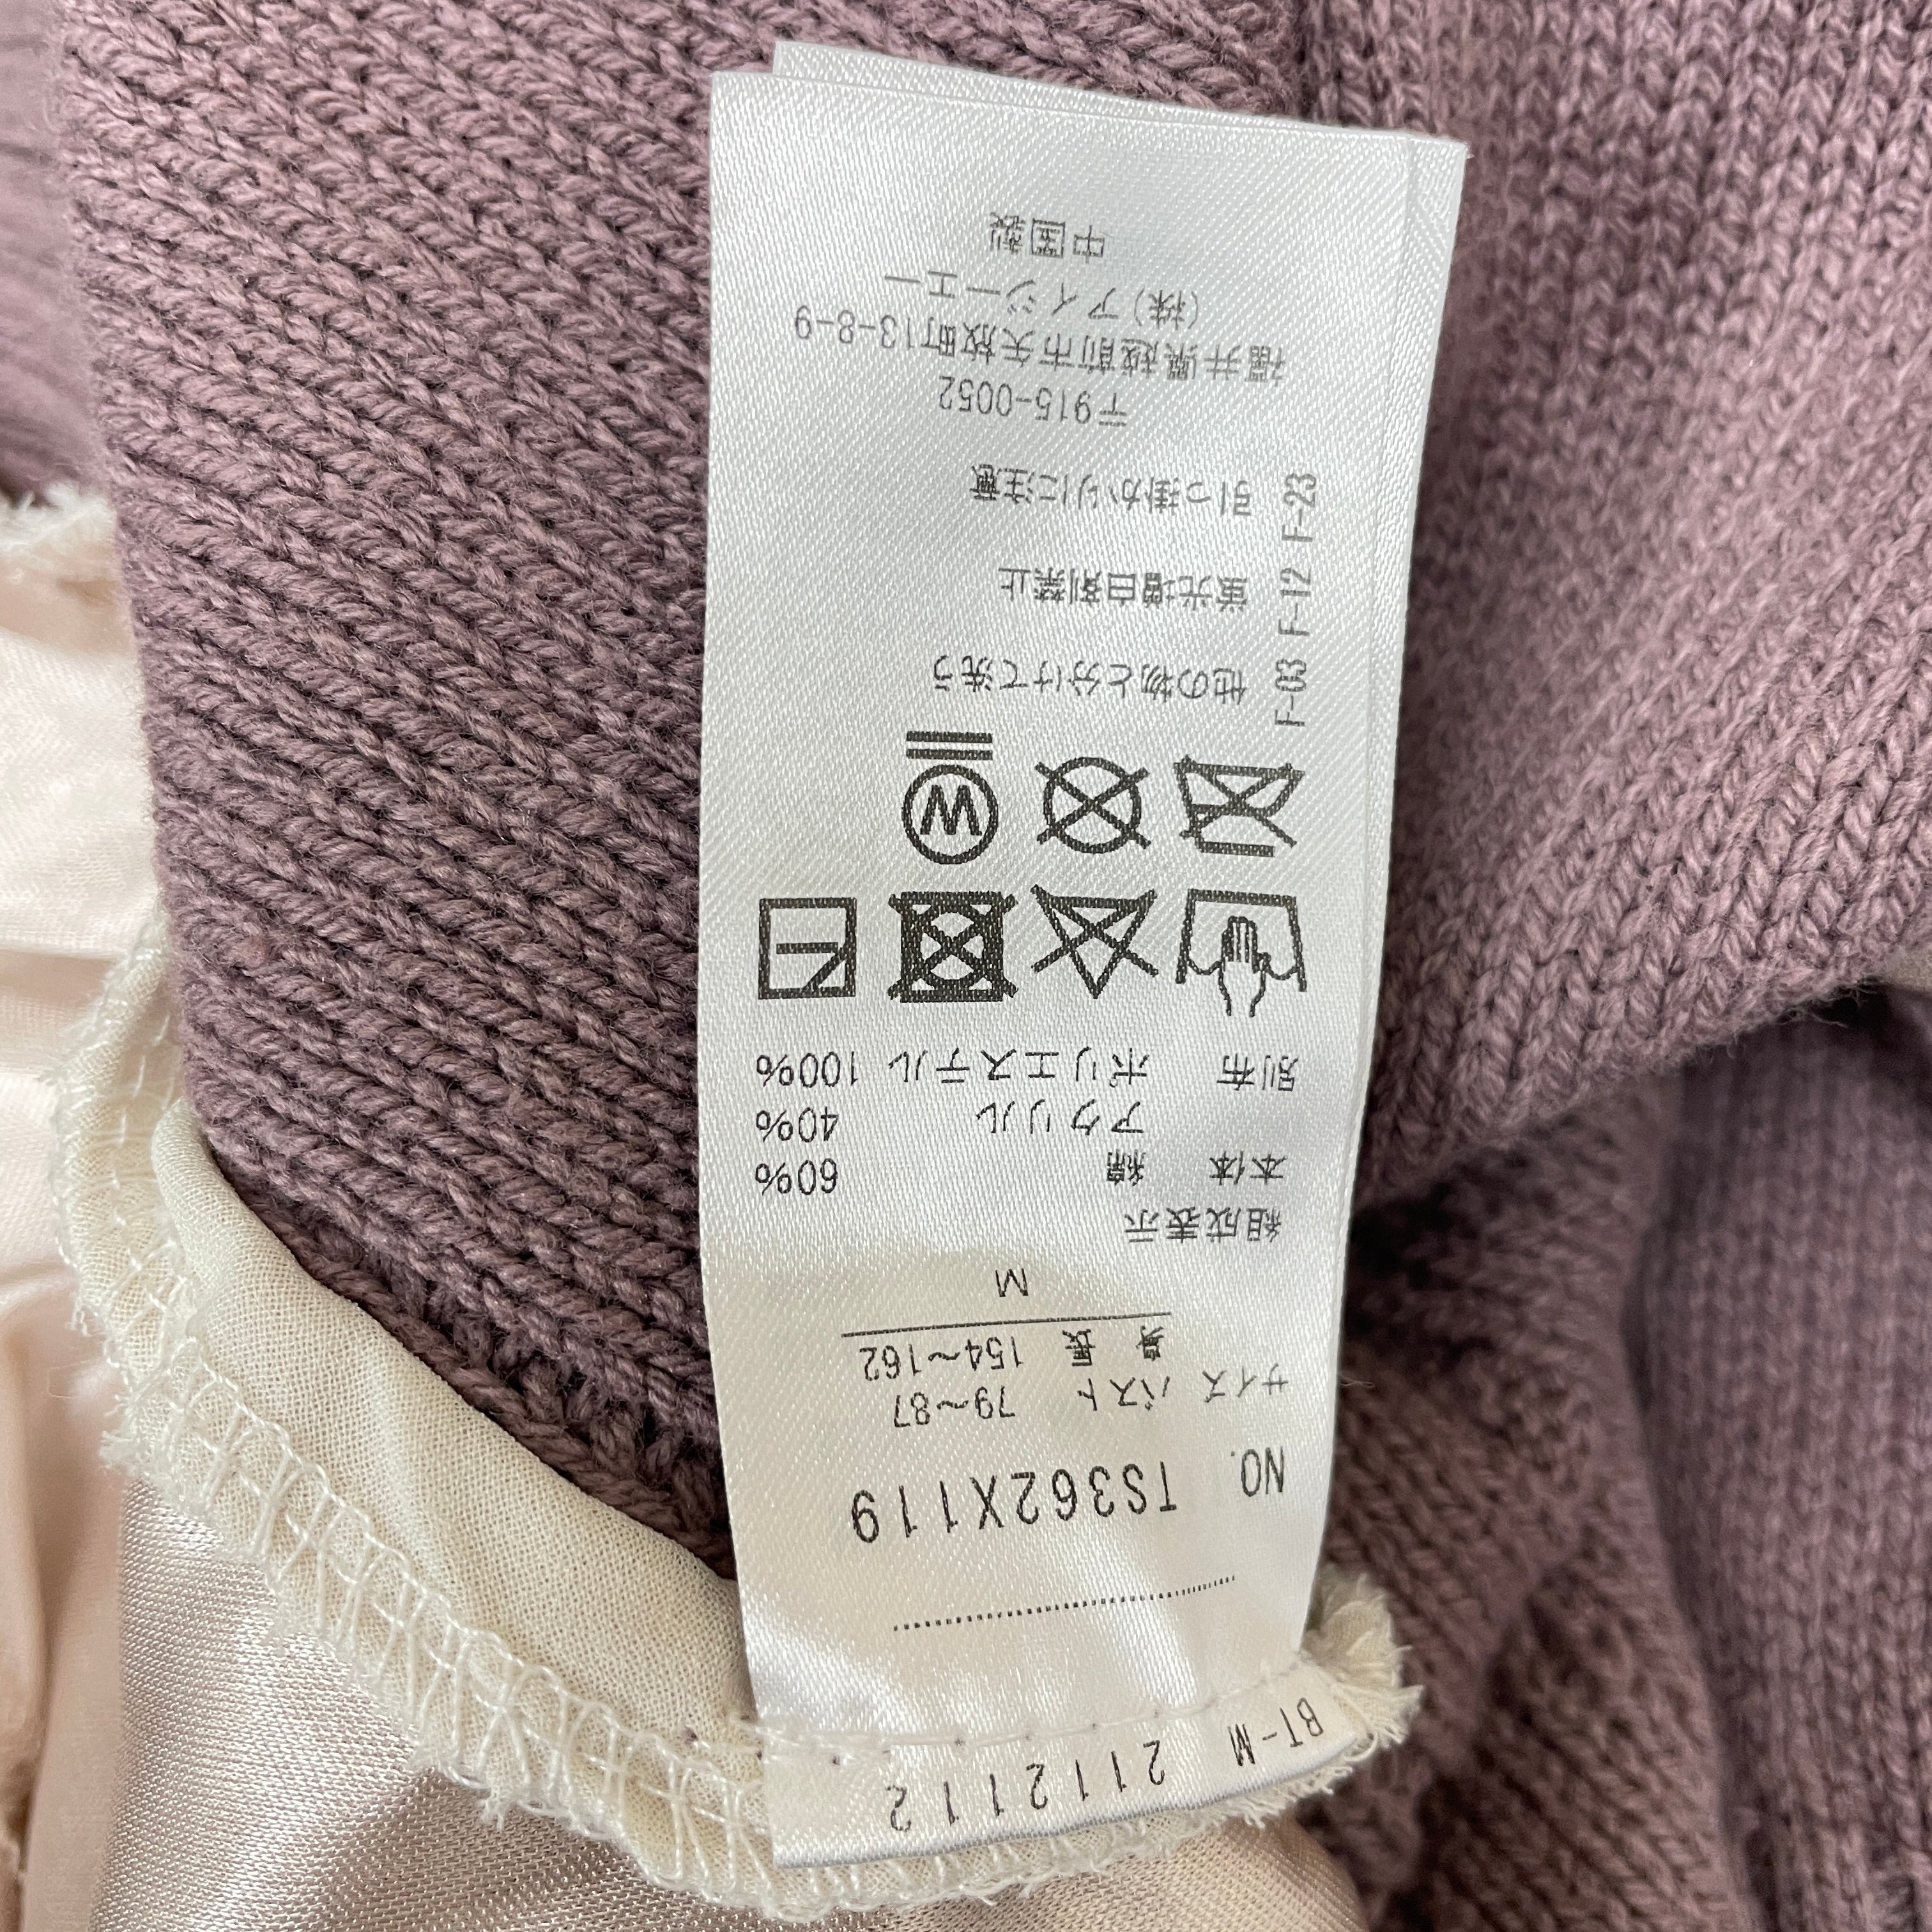 BT-M 2112112
NO. TS362X119
サイズ バスト 79～87
身長 154～162
M
組成表示
本体 綿 60%
アクリル 40%
別布 ポリエステル 100%
W
他の物と分けて洗う
蛍光増白剤禁止
引っ掛かりに注意
F-03 F-12 F-23
〒915-0052
福井県越前市矢放町13-8-9
(株)アイジーエー
中国製